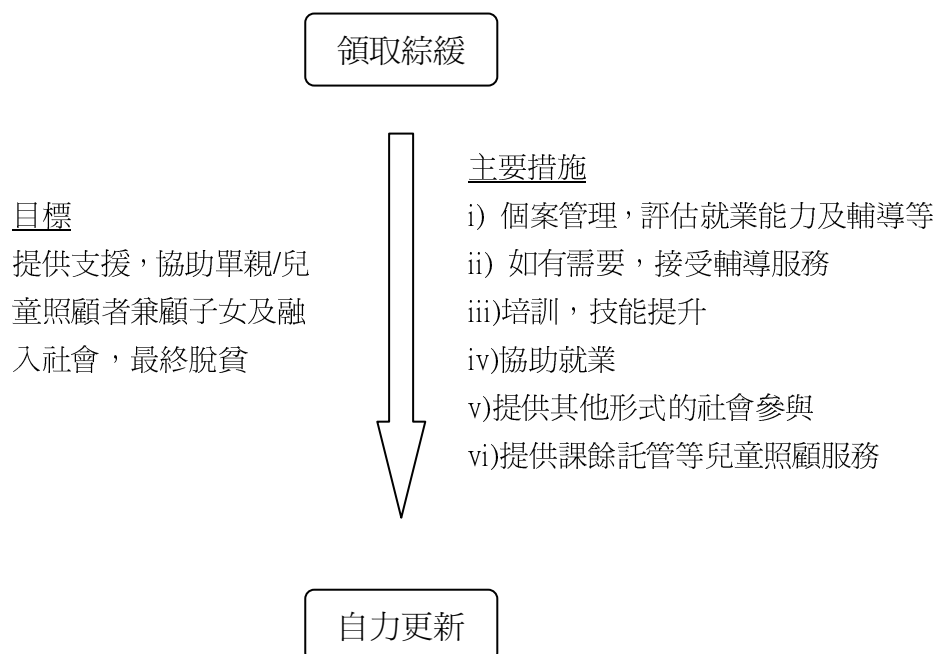 領取綜緩
目標
提供支援，協助單親/兒
童照顧者兼顧子女及融
入社會，最終脫貧
主要措施
i) 個案管理，評估就業能力及輔導等
ii) 如有需要，接受輔導服務
iii)培訓，技能提升
iv)協助就業
v)提供其他形式的社會參與
vi)提供課餘託管等兒童照顧服務
自力更新